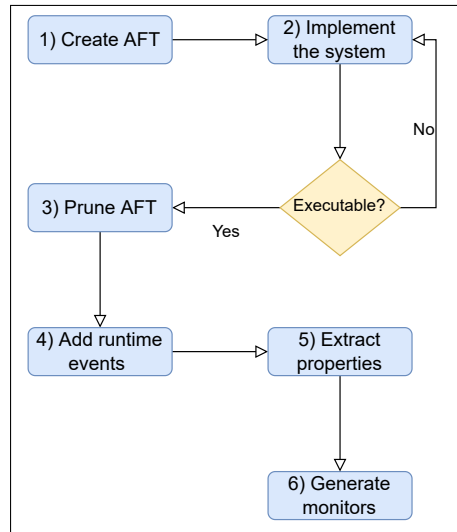 1) Create AFT
2) Implement
the system
No
Executable?
3) Prune AFT
Yes
4) Add runtime
events
5) Extract
properties
6) Generate
monitors